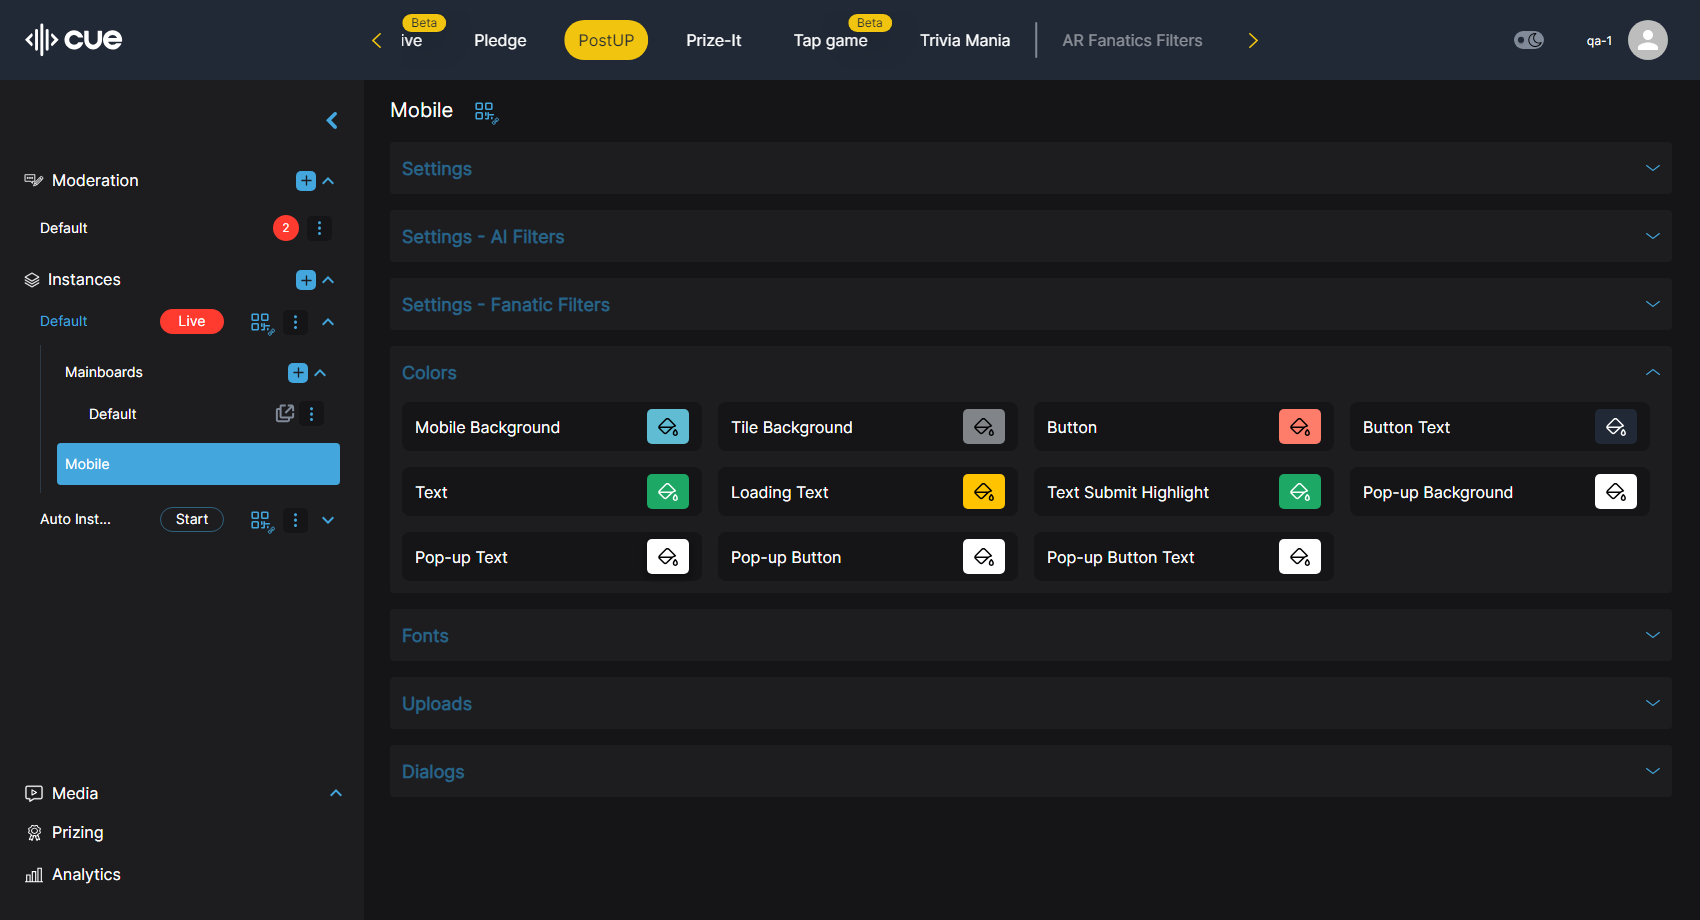 cue
Beta
ive
Pledge
PostUP
Prize-It
Beta
Tap game
Trivia Mania
AR Fanatics Filters
qa-1
Moderation
Default
2
Instances
Default
Live
Mainboards
Default
Mobile
Auto Inst...
Start
Media
Prizing
Analytics
Mobile
Settings
Settings - AI Filters
Settings - Fanatic Filters
Colors
Mobile Background
Tile Background
Button
Button Text
Text
Loading Text
Text Submit Highlight
Pop-up Background
Pop-up Text
Pop-up Button
Pop-up Button Text
Fonts
Uploads
Dialogs